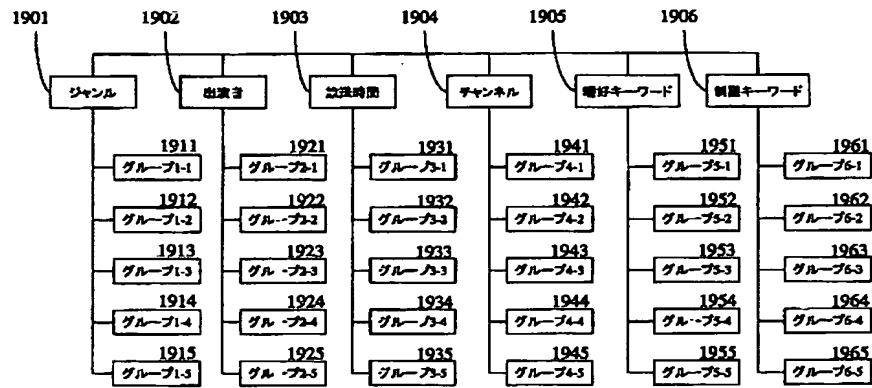 1901 1902 1903 1904 1905 1906
ジャンル 出演者 放送時間 チャンネル 嗜好キーワード 制限キーワード
1911 1921 1931 1941 1951 1961
グループ1-1 グループ2-1 グループ3-1 グループ4-1 グループ5-1 グループ6-1
1912 1922 1932 1942 1952 1962
グループ1-2 グループ2-2 グループ3-2 グループ4-2 グループ5-2 グループ6-2
1913 1923 1933 1943 1953 1963
グループ1-3 グループ2-3 グループ3-3 グループ4-3 グループ5-3 グループ6-3
1914 1924 1934 1944 1954 1964
グループ1-4 グループ2-4 グループ3-4 グループ4-4 グループ5-4 グループ6-4
1915 1925 1935 1945 1955 1965
グループ1-5 グループ2-5 グループ3-5 グループ4-5 グループ5-5 グループ6-5